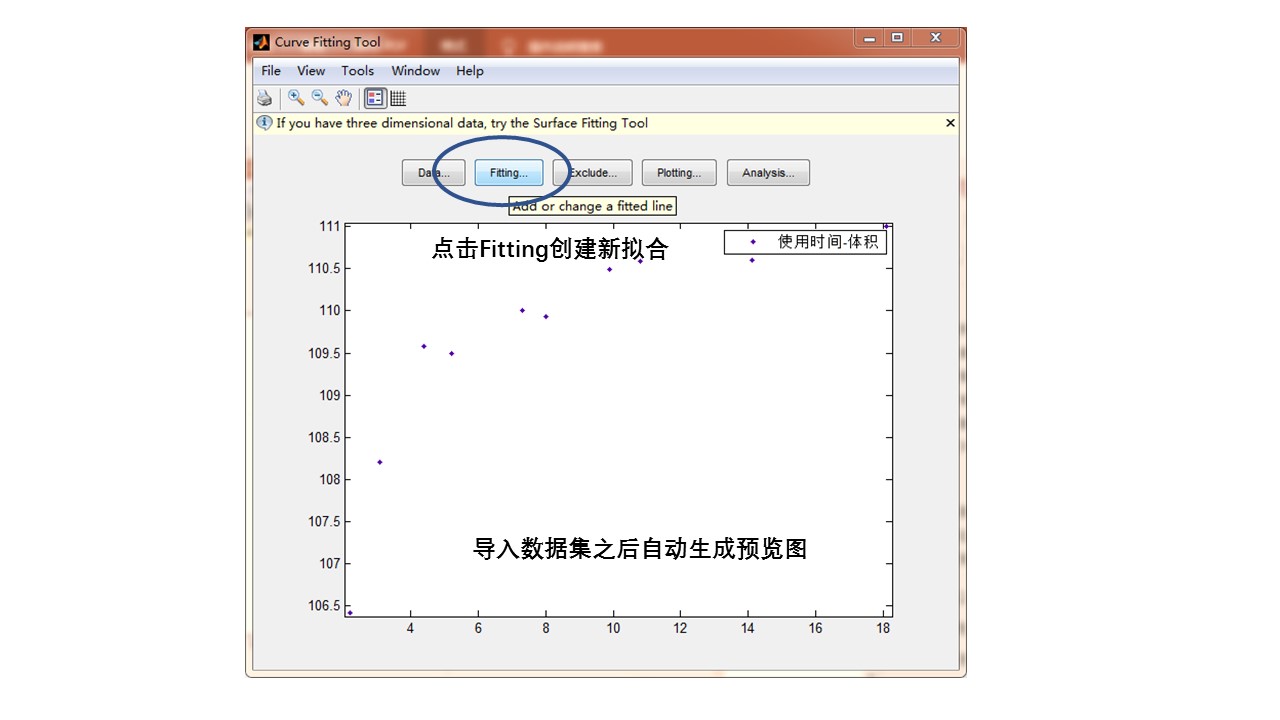 Curve Fitting Tool
File View Tools Window Help
If you have three dimensional data, try the Surface Fitting Tool
Data... Fitting... Exclude... Plotting... Analysis...
Add or change a fitted line
点击Fitting创建新拟合
使用时间-体积
111
110.5
110
109.5
109
108.5
108
107.5
107
106.5
导入数据集之后自动生成预览图
4 6 8 10 12 14 16 18